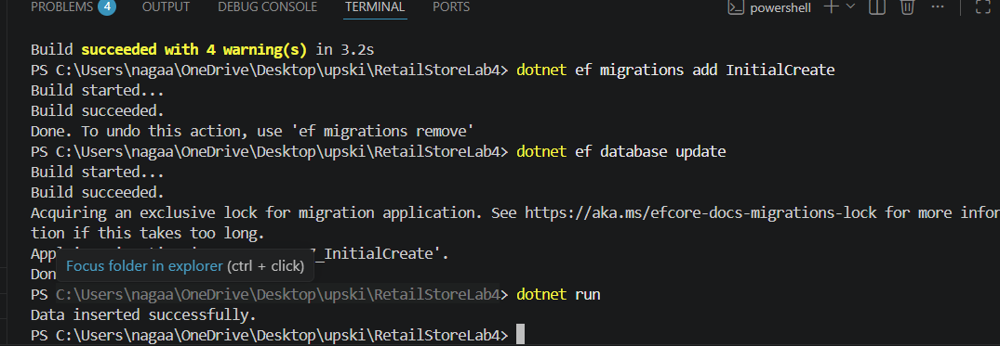 PROBLEMS 4 OUTPUT DEBUG CONSOLE TERMINAL PORTS powershell
Build succeeded with 4 warning(s) in 3.2s
PS C:\Users\nagaa\OneDrive\Desktop\upski\RetailStoreLab4> dotnet ef migrations add InitialCreate
Build started...
Build succeeded.
Done. To undo this action, use 'ef migrations remove'
PS C:\Users\nagaa\OneDrive\Desktop\upski\RetailStoreLab4> dotnet ef database update
Build started...
Build succeeded.
Acquiring an exclusive lock for migration application. See https://aka.ms/efcore-docs-migrations-lock for more infor
tion if this takes too long.
App _InitialCreate'.
Focus folder in explorer (ctrl + click)
Don
PS C:\Users\nagaa\OneDrive\Desktop\upski\RetailStoreLab4> dotnet run
Data inserted successfully.
PS C:\Users\nagaa\OneDrive\Desktop\upski\RetailStoreLab4>